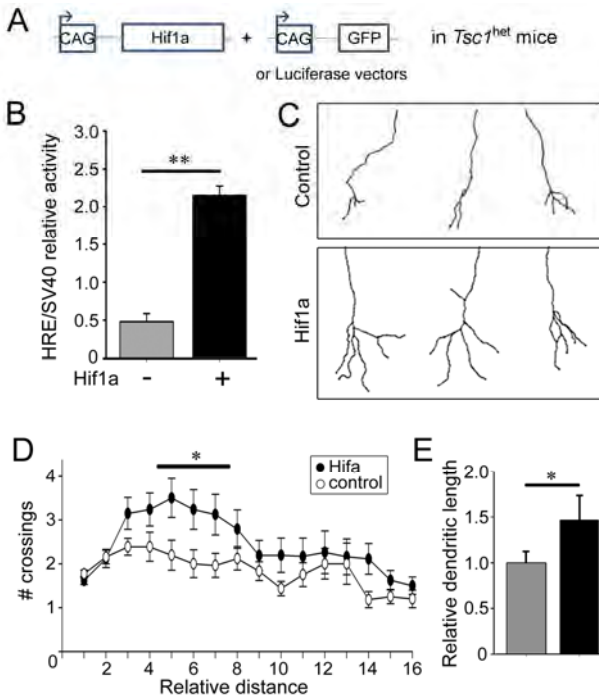 A
CAG Hif1a + CAG GFP in Tsc1het mice
or Luciferase vectors
B
HRE/SV40 relative activity
3.0
2.5
2.0
1.5
1.0
0.5
0
**
Hif1a - +
C
Control
Hif1a
D
# crossings
4
3
2
1
0
*
Hifa
control
2 4 6 8 10 12 14 16
Relative distance
E
Relative dendritic length
2.0
1.5
1.0
0.5
0.0
*